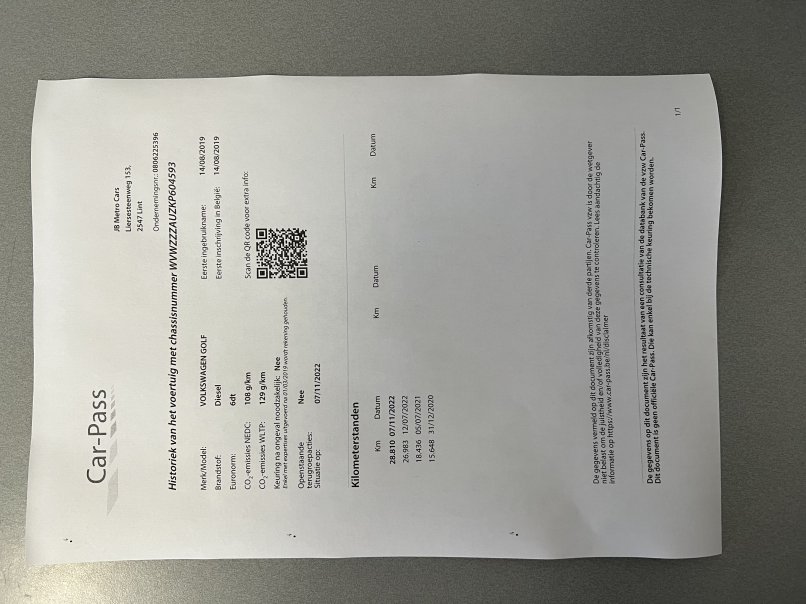 Car-Pass
JB Metro Cars
Liersesteenweg 153,
2547 Lint
Ondernemingsnr.: 0806225396
Historiek van het voertuig met chassisnummer WVWZZZAUZKP604593
Merk/Model: VOLKSWAGEN GOLF
Eerste ingebruikname: 14/08/2019
Brandstof: Diesel
Eerste inschrijving in België: 14/08/2019
Euronorm: 6dt
CO2-emissies NEDC: 108 g/km
Scan de QR code voor extra info:
CO2-emissies WLTP: 129 g/km
Keuring na ongeval noodzakelijk: Nee
Enkel met expertises uitgevoerd na 01/03/2019 wordt rekening gehouden.
Openstaande Nee
terugroepacties:
Situatie op: 07/11/2022
Kilometerstanden
Km Datum Km Datum Km Datum
28.810 07/11/2022
26.983 12/07/2022
18.436 05/07/2021
15.648 31/12/2020
De gegevens vermeld op dit document zijn afkomstig van derde partijen. Car-Pass vzw is door de wetgever
niet belast om de juistheid en/of volledigheid van deze gegevens te controleren. Lees aandachtig de
informatie op https://www.car-pass.be/nl/disclaimer
De gegevens op dit document zijn het resultaat van een consultatie van de databank van de vzw Car-Pass.
Dit document is geen officiële Car-Pass. Die kan enkel bij de technische keuring bekomen worden.
1/1